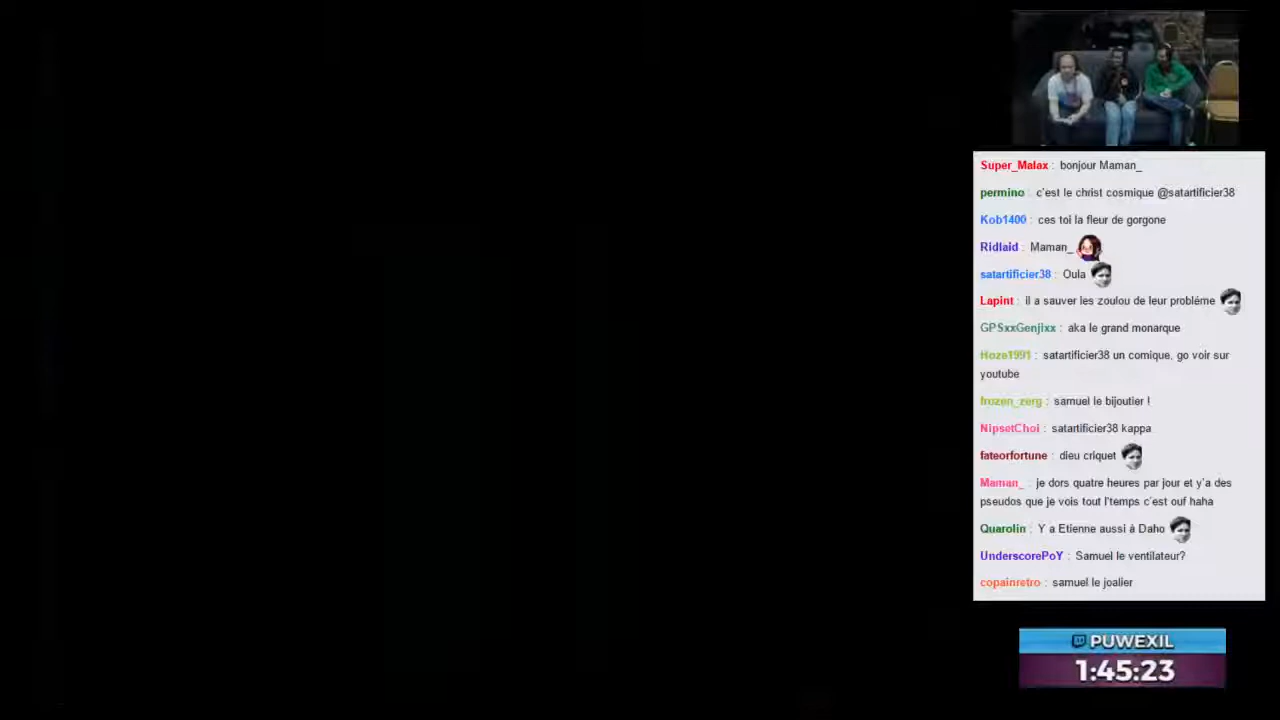 Super_Malax : bonjour Maman_
permino : c'est le christ cosmique @satartificier38
Kob1400 : ces toi la fleur de gorgone
Ridlaid : Maman_
satartificier38 : Oula
Lapint : il a sauver les zoulou de leur probléme
GPSxxGenjixx : aka le grand monarque
Hoze1991 : satartificier38 un comique, go voir sur
youtube
frozen_zerg : samuel le bijoutier !
NipsetChoi : satartificier38 kappa
fateorfortune : dieu criquet
Maman_ : je dors quatre heures par jour et y'a des
pseudos que je vois tout l'temps c'est ouf haha
Quarolin : Y a Etienne aussi à Daho
UnderscorePoY : Samuel le ventilateur?
copainretro : samuel le joalier
PUWEXIL
1:45:23